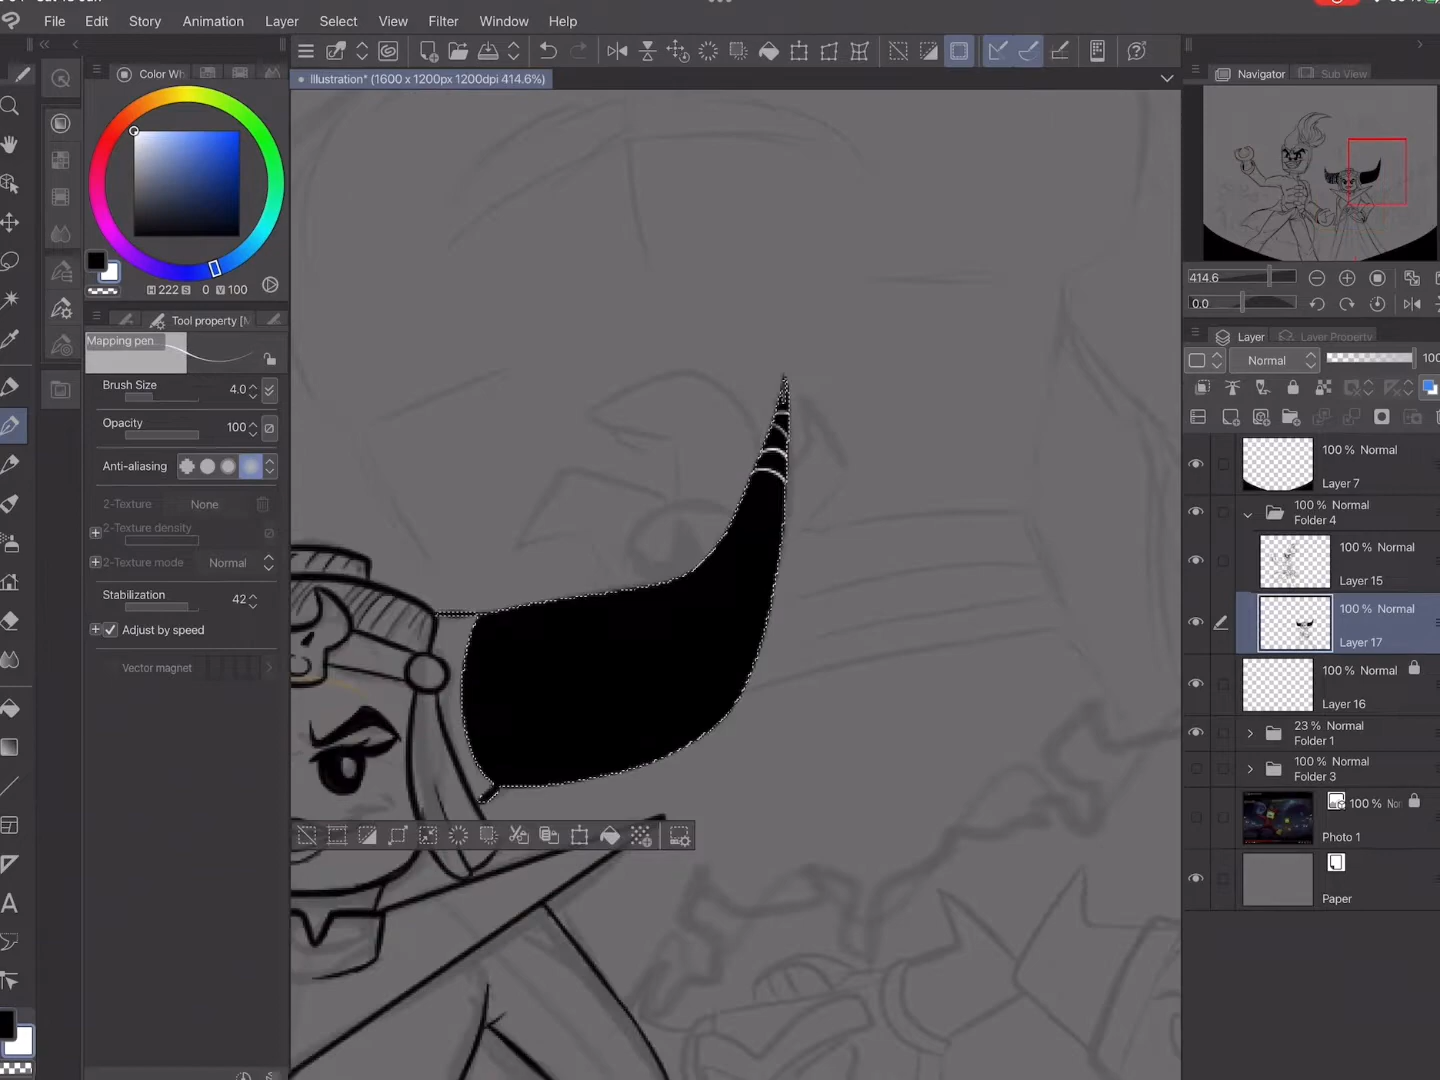 File Edit Story Animation Layer Select View Filter Window Help
Illustration* (1600 x 1200px 1200dpi 414.6%)
Color Wh
Navigator Sub View
H 222 S 0 V 100
414.6
0.0
Tool property [M
Mapping pen
Brush Size 4.0
Opacity 100
Anti-aliasing
2-Texture None
2-Texture density
2-Texture mode Normal
Stabilization 42
Adjust by speed
Vector magnet
Layer Layer Property
Normal 100
100 % Normal
Layer 7
100 % Normal
Folder 4
100 % Normal
Layer 15
100 % Normal
Layer 17
100 % Normal
Layer 16
23 % Normal
Folder 1
100 % Normal
Folder 3
100 % Nor
Photo 1
Paper